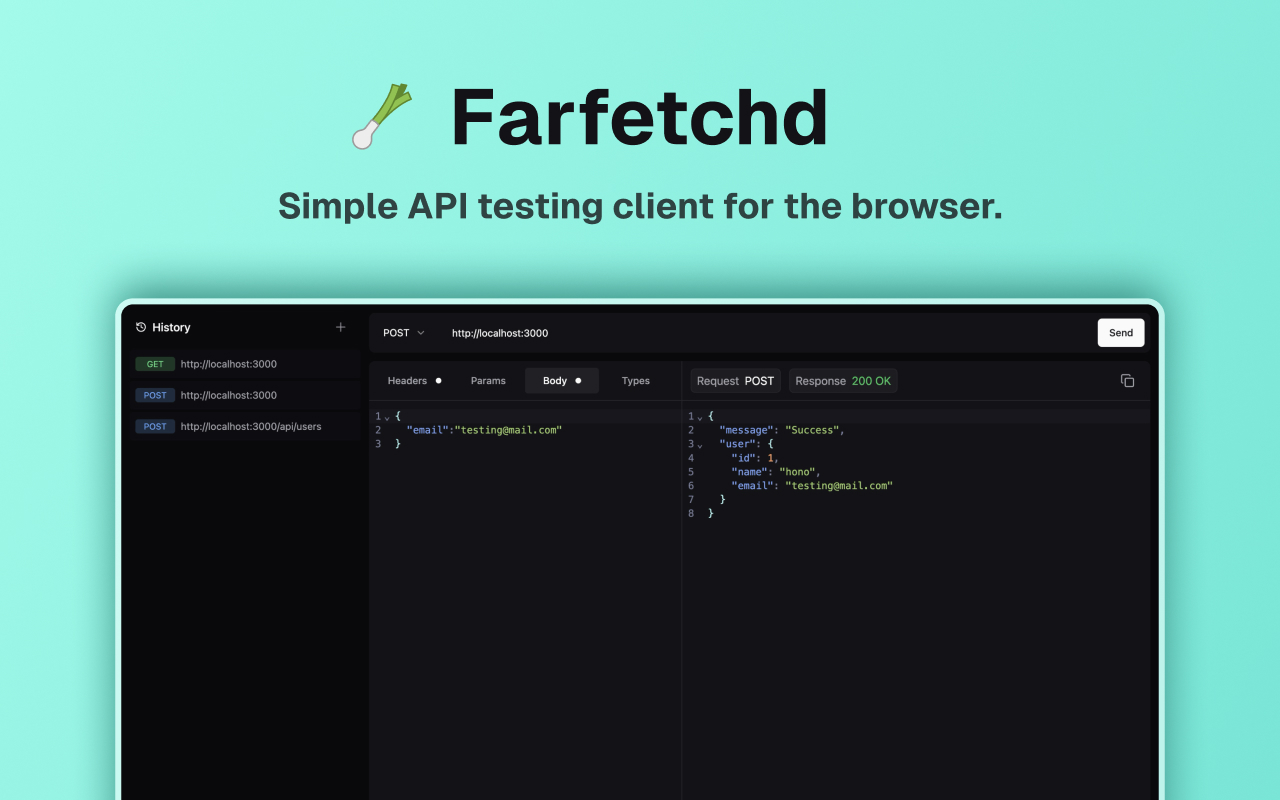 Farfetchd
Simple API testing client for the browser.
History
GET http://localhost:3000
POST http://localhost:3000
POST http://localhost:3000/api/users
POST http://localhost:3000 Send
Headers Params Body Types
1 {
2 "email":"testing@mail.com"
3 }
Request POST Response 200 OK
1 {
2 "message": "Success",
3 "user": {
4 "id": 1,
5 "name": "hono",
6 "email": "testing@mail.com"
7 }
8 }